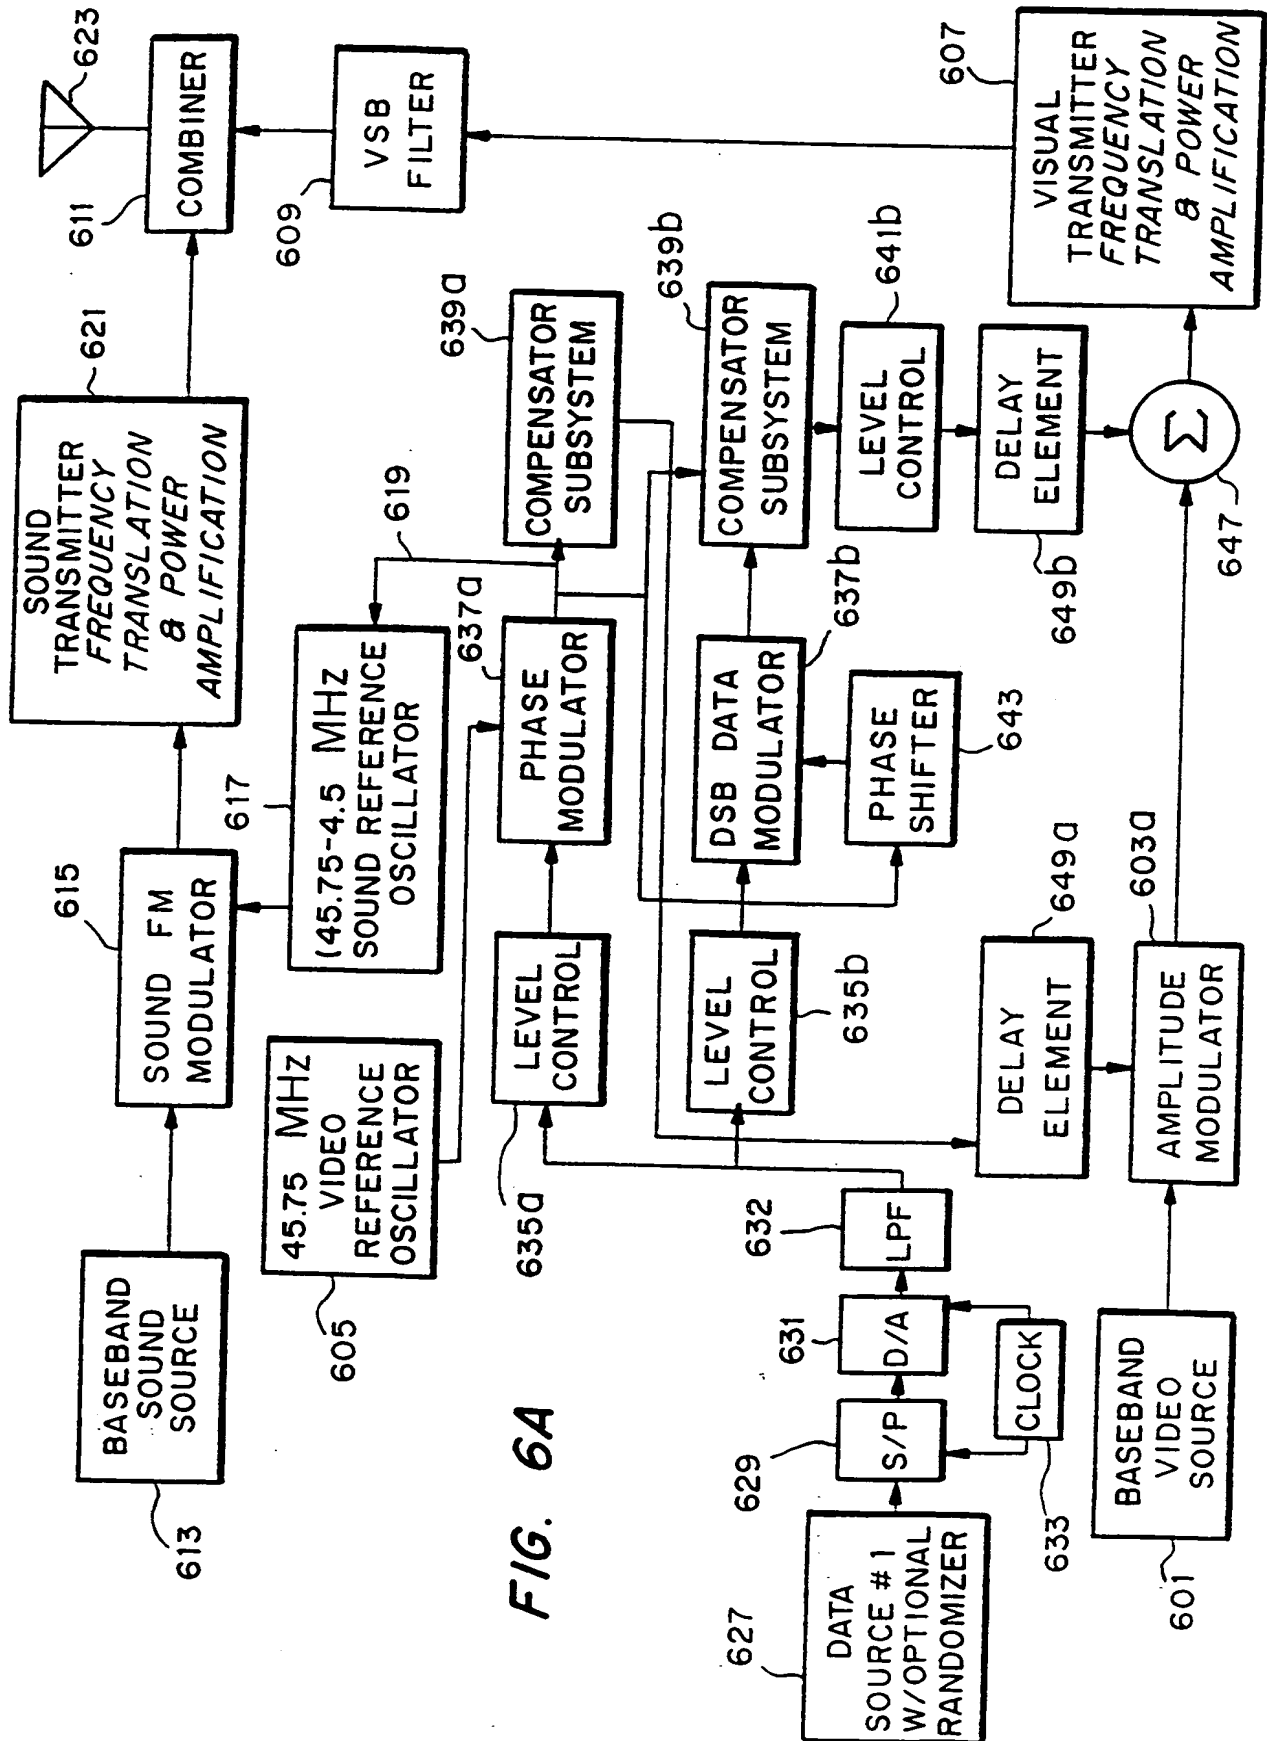 BASEBAND
SOUND
SOURCE
613
SOUND FM
MODULATOR
615
SOUND
TRANSMITTER
FREQUENCY
TRANSLATION
& POWER
AMPLIFICATION
621
COMBINER
611
623
45.75 MHz
VIDEO
REFERENCE
OSCILLATOR
605
(45.75-4.5 MHz
SOUND REFERENCE
OSCILLATOR
617
619
VSB
FILTER
609
LEVEL
CONTROL
635a
PHASE
MODULATOR
637a
COMPENSATOR
SUBSYSTEM
639a
FIG. 6A
LEVEL
CONTROL
635b
DSB DATA
MODULATOR
637b
COMPENSATOR
SUBSYSTEM
639b
PHASE
SHIFTER
643
LEVEL
CONTROL
641b
DATA
SOURCE #1
W/OPTIONAL
RANDOMIZER
627
S/P
629
D/A
631
LPF
632
CLOCK
633
DELAY
ELEMENT
649a
DELAY
ELEMENT
649b
BASEBAND
VIDEO
SOURCE
601
AMPLITUDE
MODULATOR
603a
Σ
647
VISUAL
TRANSMITTER
FREQUENCY
TRANSLATION
& POWER
AMPLIFICATION
607